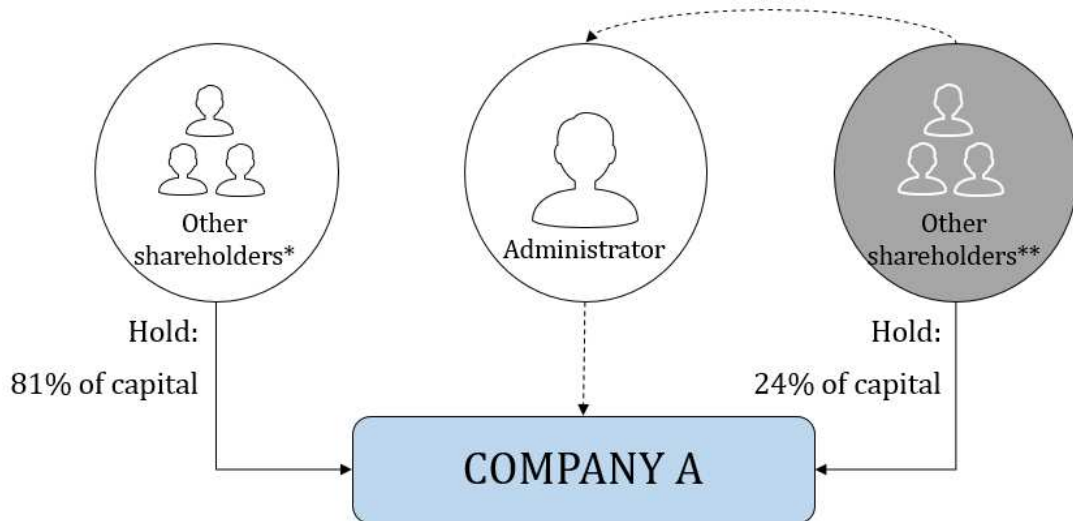 Other
shareholders*
Administrator
Other
shareholders**
Hold:
81% of capital
Hold:
24% of capital
COMPANY A